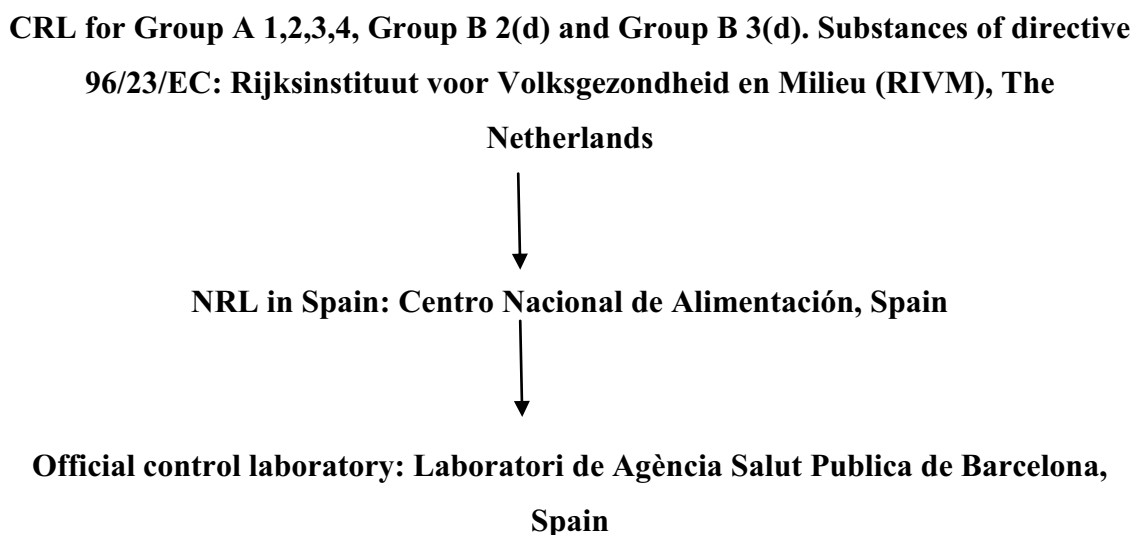 CRL for Group A 1,2,3,4, Group B 2(d) and Group B 3(d). Substances of directive
96/23/EC: Rijksinstituut voor Volksgezondheid en Milieu (RIVM), The
Netherlands
NRL in Spain: Centro Nacional de Alimentación, Spain
Official control laboratory: Laboratori de Agència Salut Publica de Barcelona,
Spain